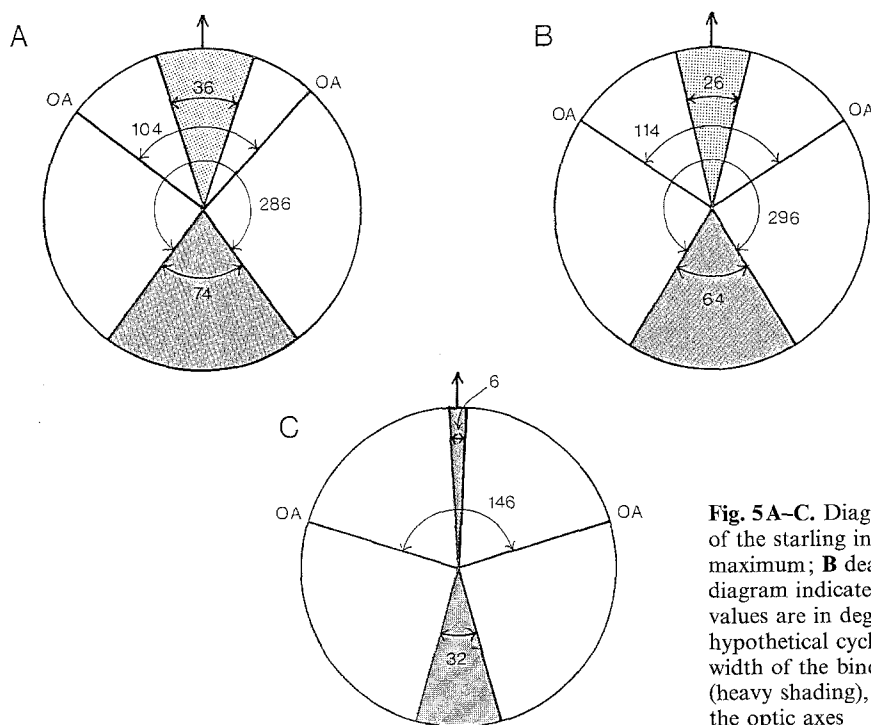 A
B
OA
OA
36
104
286
74
OA
OA
26
114
296
64
C
6
OA
OA
146
32
Fig. 5A–C. Diag
of the starling in
maximum; B dea
diagram indicate
values are in deg
hypothetical cycl
width of the bind
(heavy shading),
the optic axes